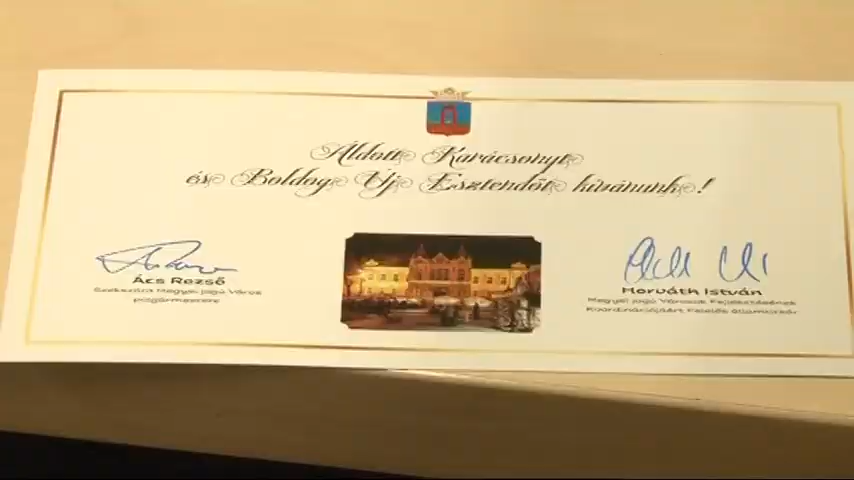 Áldott Karácsonyt
és Boldog Új Esztendőt kívánunk!
Ács Rezső
Szekszárd Megyei Jogú Város
polgármestere
Horváth István
Megyei Jogú Városok Fejlesztésének
Koordinációjáért Felelős államtitkár